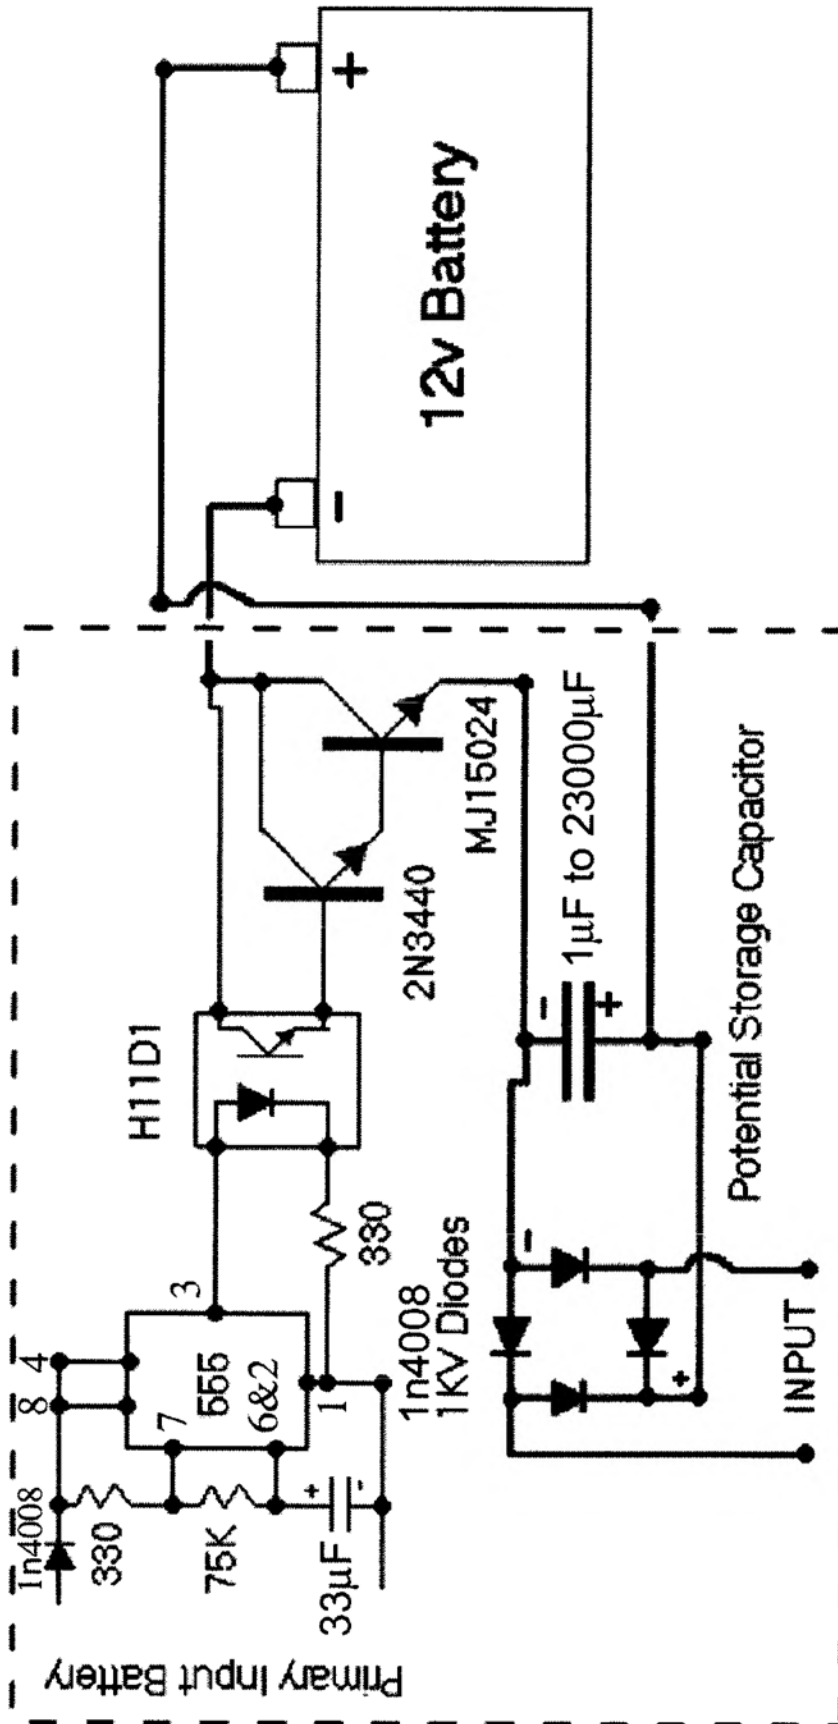 Primary Input Battery
1n4008
330
75K
33µF
+
-
8
4
7
555
6&2
3
1
H11D1
330
2N3440
MJ15024
1n4008
1KV Diodes
-
+
INPUT
-
+
1µF to 23000µF
Potential Storage Capacitor
-
+
12v Battery